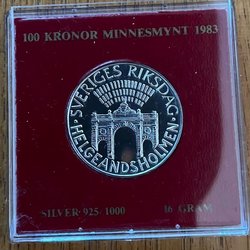 100 KRONOR MINNESMYNT 1983
SVERIGES RIKSDAG
HELGEANDSHOLMEN
SILVER 925/1000 16 GRAM